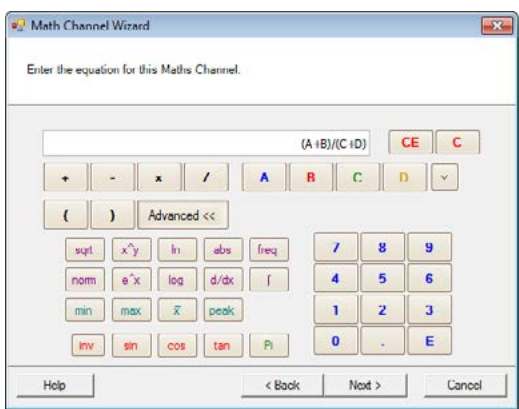 Math Channel Wizard
Enter the equation for this Maths Channel.
(A+B)/(C+D) CE C
+ - x / A B C D
( ) Advanced <<
sqrt x^y ln abs freq 7 8 9
norm e^x log d/dx ∫ 4 5 6
min max x̅ peak 1 2 3
inv sin cos tan Pi 0 . E
Help < Back Next > Cancel